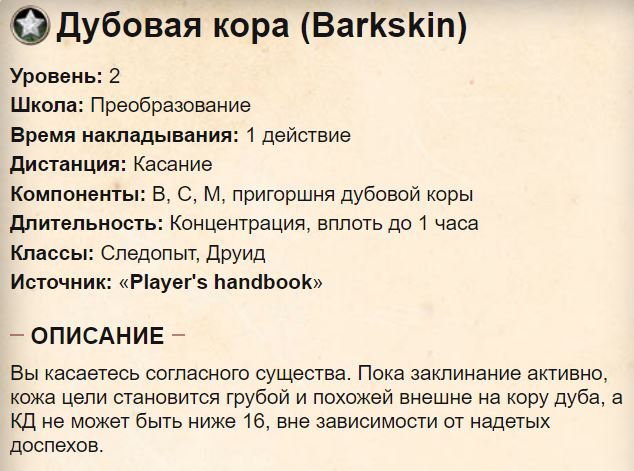 Дубовая кора (Barkskin)
Уровень: 2
Школа: Преобразование
Время накладывания: 1 действие
Дистанция: Касание
Компоненты: В, С, М, пригоршня дубовой коры
Длительность: Концентрация, вплоть до 1 часа
Классы: Следопыт, Друид
Источник: «Player's handbook»
ОПИСАНИЕ
Вы касаетесь согласного существа. Пока заклинание активно,
кожа цели становится грубой и похожей внешне на кору дуба, а
КД не может быть ниже 16, вне зависимости от надетых
доспехов.